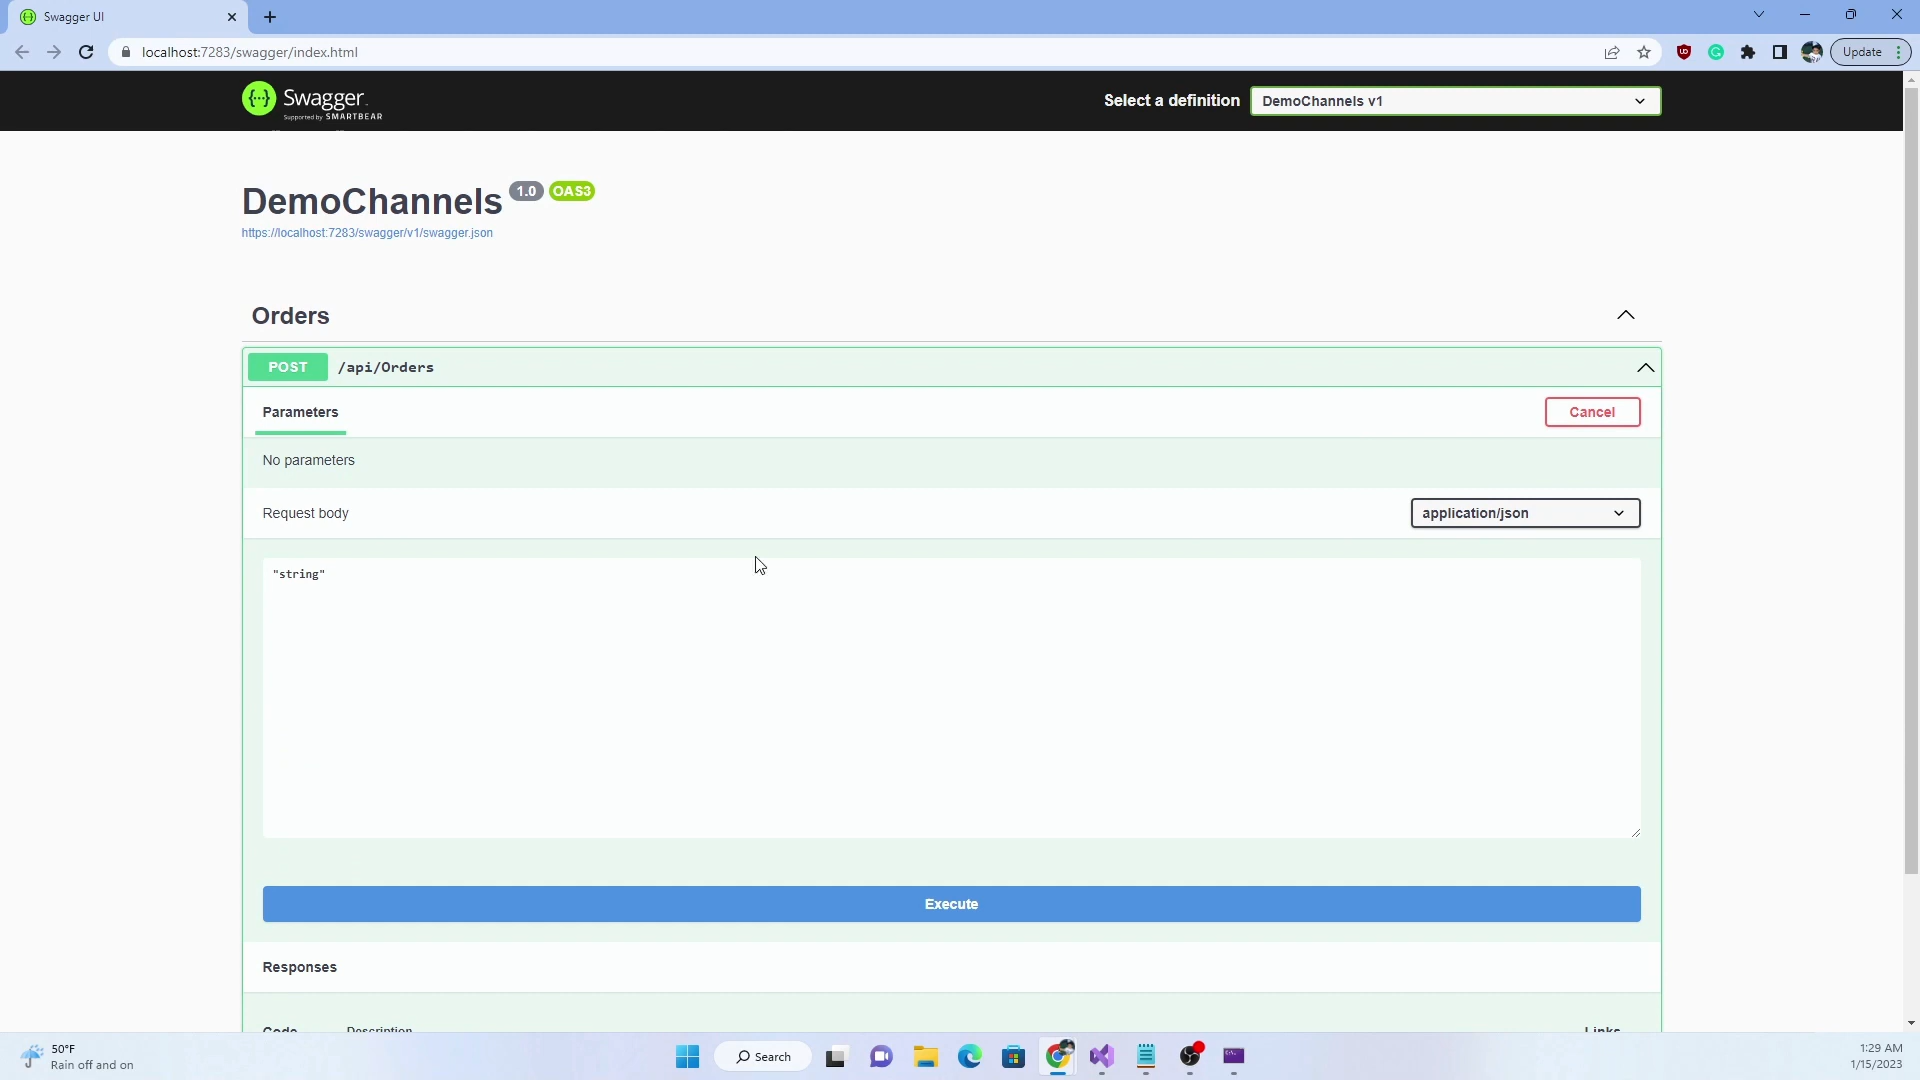 Swagger UI
localhost:7283/swagger/index.html
Update
Swagger
Supported by SMARTBEAR
Select a definition
DemoChannels v1
DemoChannels 1.0 OAS3
https://localhost:7283/swagger/v1/swagger.json
Orders
POST /api/Orders
Parameters
Cancel
No parameters
Request body
application/json
"string"
Execute
Responses
Code Description Links
50°F
Rain off and on
Search
1:29 AM
1/15/2023